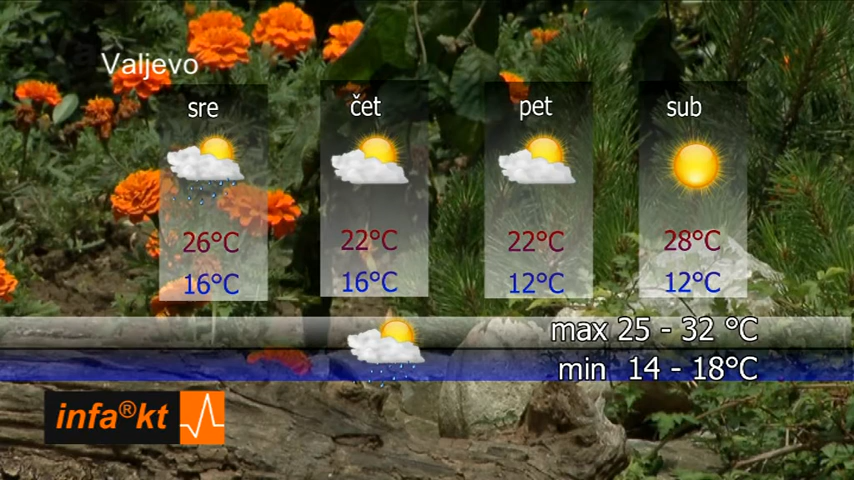 Valjevo
sre čet pet sub
26°C 22°C 22°C 28°C
16°C 16°C 12°C 12°C
max 25 - 32 °C
min 14 - 18°C
infa®kt